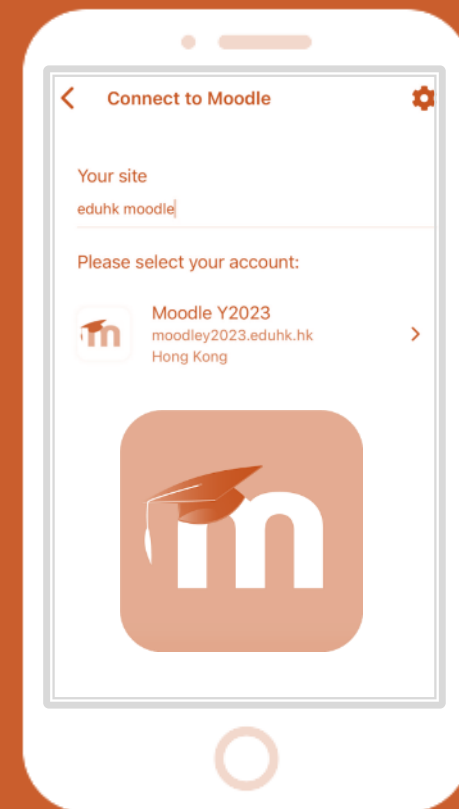 Connect to Moodle
Your site
eduhk moodle
Please select your account:
m
Moodle Y2023
moodley2023.eduhk.hk
Hong Kong
m